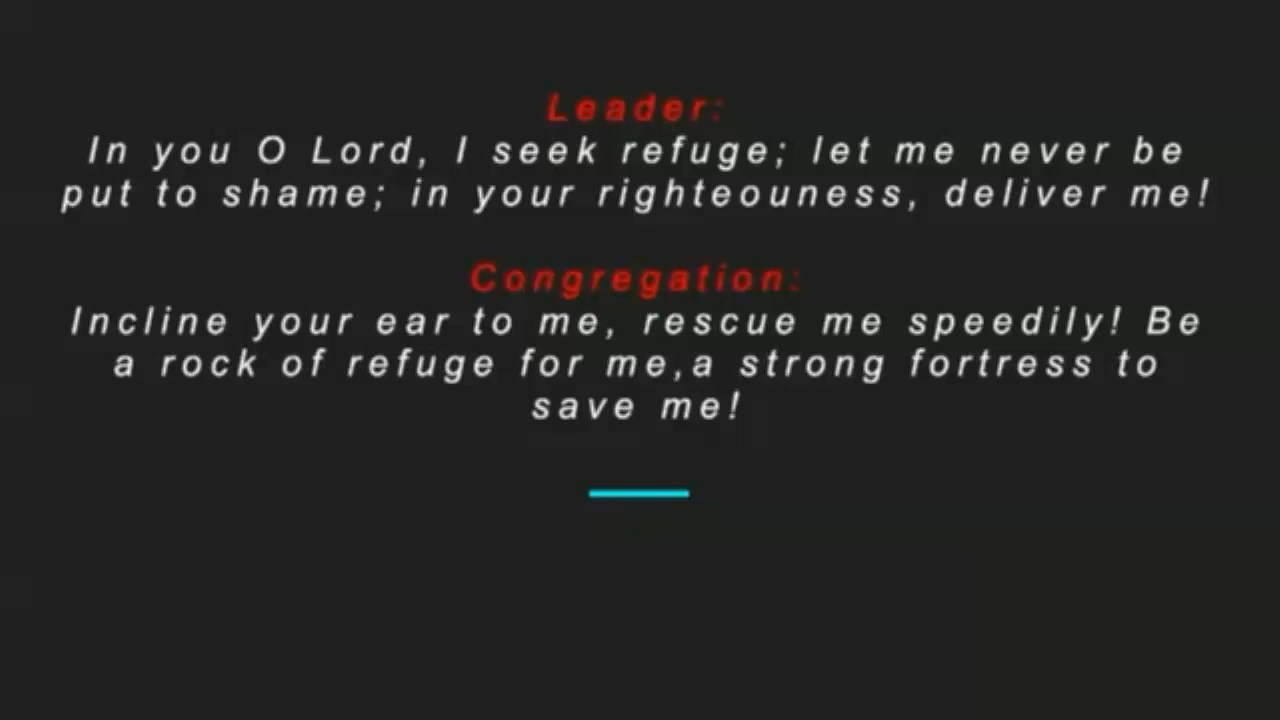 Leader:
In you O Lord, I seek refuge; let me never be
put to shame; in your righteouness, deliver me!
Congregation:
Incline your ear to me, rescue me speedily! Be
a rock of refuge for me,a strong fortress to
save me!